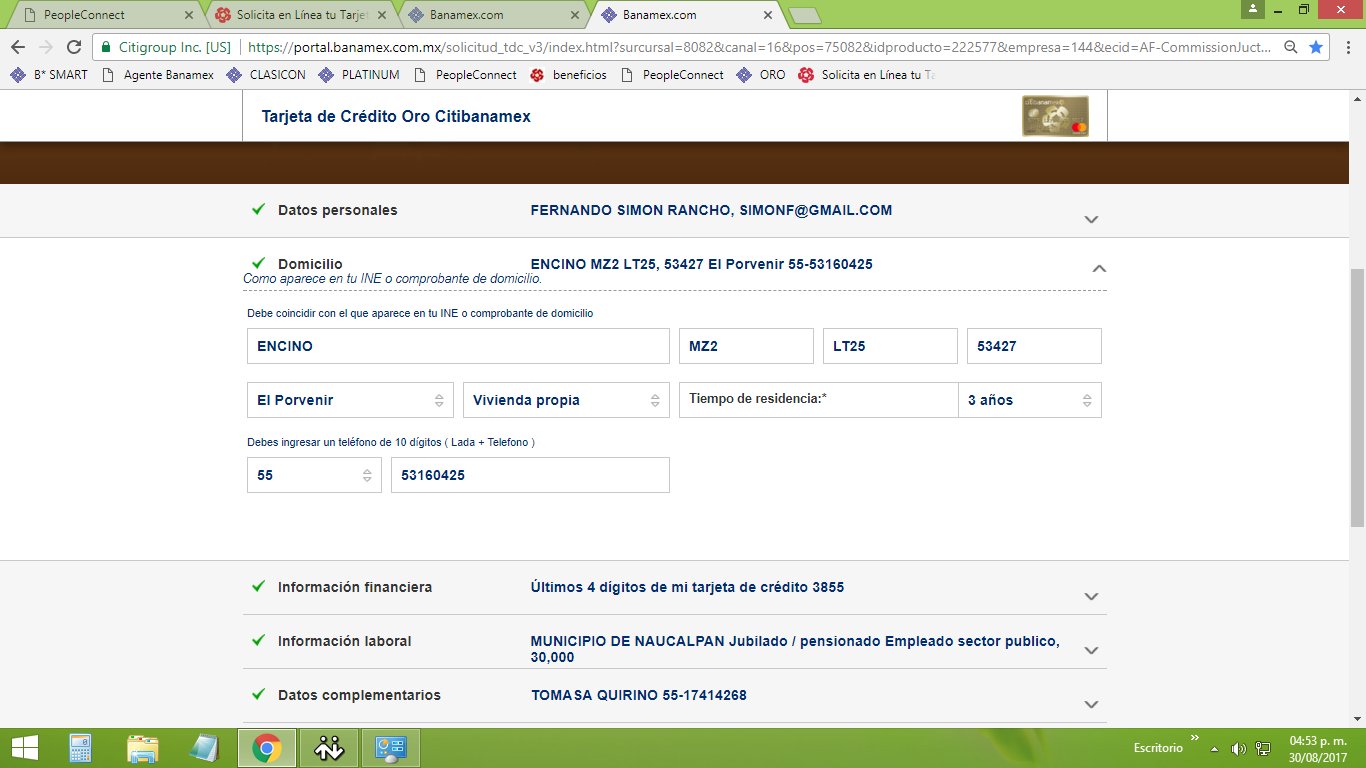 PeopleConnect
Solicita en Línea tu Tarjet
Banamex.com
Banamex.com
Citigroup Inc. [US]
https://portal.banamex.com.mx/solicitud_tdc_v3/index.html?surcursal=8082&canal=16&pos=75082&idproducto=222577&empresa=144&ecid=AF-CommissionJuct...
B* SMART
Agente Banamex
CLASICON
PLATINUM
PeopleConnect
beneficios
PeopleConnect
ORO
Solicita en Línea tu Ta
Tarjeta de Crédito Oro Citibanamex
citibanamex
Datos personales
FERNANDO SIMON RANCHO, SIMONF@GMAIL.COM
Domicilio
ENCINO MZ2 LT25, 53427 El Porvenir 55-53160425
Como aparece en tu INE o comprobante de domicilio.
Debe coincidir con el que aparece en tu INE o comprobante de domicilio
ENCINO
MZ2
LT25
53427
El Porvenir
Vivienda propia
Tiempo de residencia:*
3 años
Debes ingresar un teléfono de 10 dígitos ( Lada + Telefono )
55
53160425
Información financiera
Últimos 4 dígitos de mi tarjeta de crédito 3855
Información laboral
MUNICIPIO DE NAUCALPAN Jubilado / pensionado Empleado sector publico,
30,000
Datos complementarios
TOMASA QUIRINO 55-17414268
Escritorio
04:53 p. m.
30/08/2017